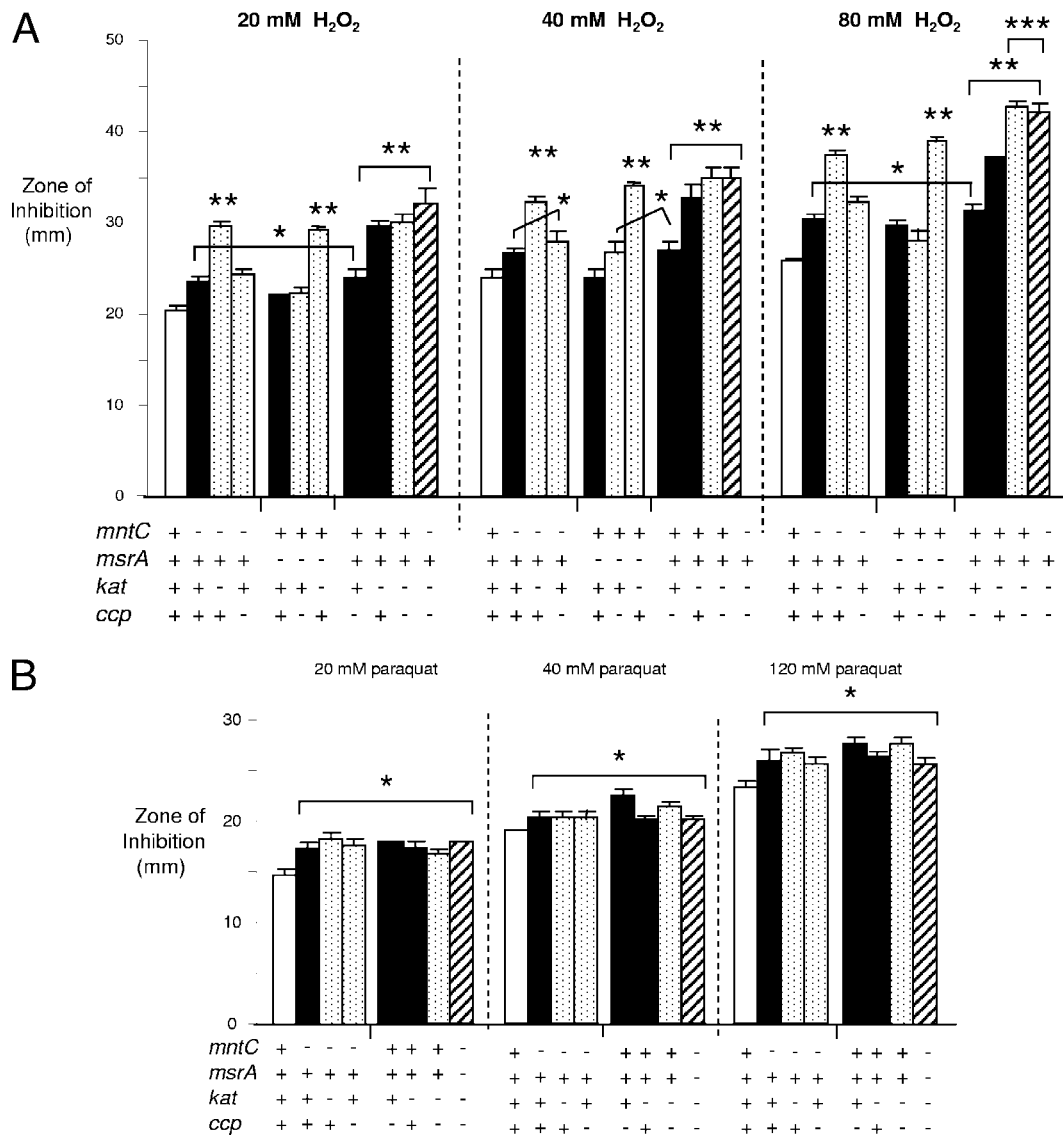 A
20 mM H₂O₂
40 mM H₂O₂
80 mM H₂O₂
Zone of
Inhibition
(mm)
50
40
30
20
10
0
** * ** **
** * ** * **
** * ** ** ***
mntC + - - - + + + + + + - + - - - + + + + + + - + - - - + + + + + + -
msrA + + + + - - - + + + + + + + + - - - + + + + + + + + - - - + + + +
kat + + - + + + - + - - - + + - + + + - + - - - + + - + + + - + - - -
ccp + + + - + - + - + - - + + + - + - + - + - - + + + - + - + - + - -
B
20 mM paraquat
40 mM paraquat
120 mM paraquat
Zone of
Inhibition
(mm)
30
20
10
0
* * *
mntC + - - - + + + - + - - - + + + - + - - - + + + -
msrA + + + + + + + - + + + + + + + - + + + + + + + -
kat + + - + + - - - + + - + + - - - + + - + + - - -
ccp + + + - - + - - + + + - - + - - + + + - - + - -